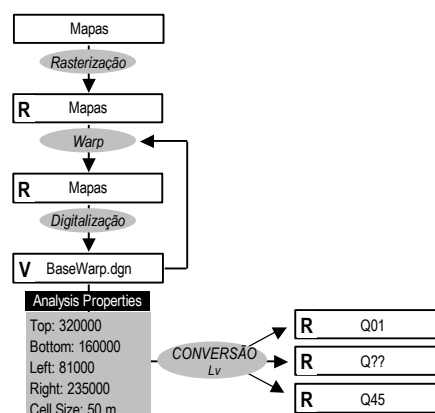 Mapas
Rasterização
R Mapas
Warp
R Mapas
Digitalização
V BaseWarp.dgn
Analysis Properties
Top: 320000
Bottom: 160000
Left: 81000
Right: 235000
Cell Size: 50 m
CONVERSÃO
Lv
R Q01
R Q??
R Q45